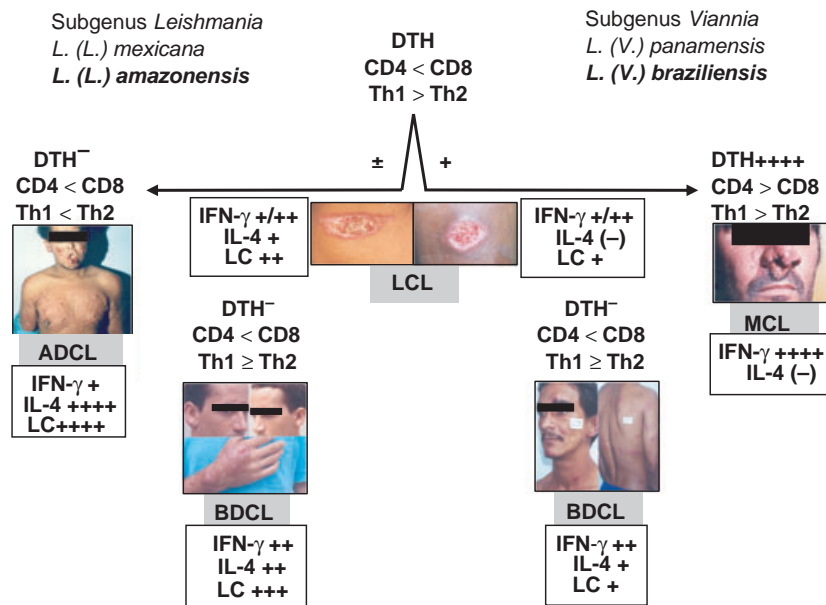 Subgenus Leishmania
L. (L.) mexicana
L. (L.) amazonensis
DTH
CD4 < CD8
Th1 > Th2
Subgenus Viannia
L. (V.) panamensis
L. (V.) braziliensis
± +
DTH⁻
CD4 < CD8
Th1 < Th2
ADCL
IFN-γ +
IL-4 ++++
LC++++
IFN-γ +/++
IL-4 +
LC ++
LCL
IFN-γ +/++
IL-4 (–)
LC +
DTH++++
CD4 > CD8
Th1 > Th2
MCL
IFN-γ ++++
IL-4 (–)
DTH⁻
CD4 < CD8
Th1 ≥ Th2
BDCL
IFN-γ ++
IL-4 ++
LC +++
DTH⁻
CD4 < CD8
Th1 ≥ Th2
BDCL
IFN-γ ++
IL-4 +
LC +